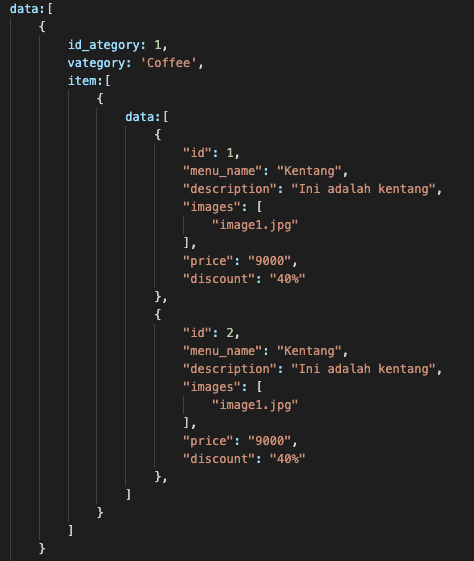 data:[
{
id_ategory: 1,
vategory: 'Coffee',
item:[
{
data:[
{
"id": 1,
"menu_name": "Kentang",
"description": "Ini adalah kentang",
"images": [
"image1.jpg"
],
"price": "9000",
"discount": "40%"
},
{
"id": 2,
"menu_name": "Kentang",
"description": "Ini adalah kentang",
"images": [
"image1.jpg"
],
"price": "9000",
"discount": "40%"
},
]
}
]
}